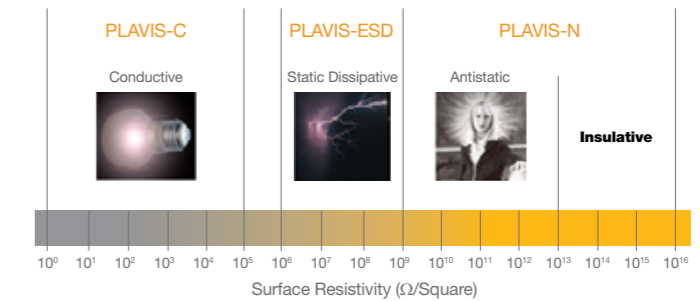 PLAVIS-C PLAVIS-ESD PLAVIS-N
Conductive Static Dissipative Antistatic
Insulative
10⁰ 10¹ 10² 10³ 10⁴ 10⁵ 10⁶ 10⁷ 10⁸ 10⁹ 10¹⁰ 10¹¹ 10¹² 10¹³ 10¹⁴ 10¹⁵ 10¹⁶
Surface Resistivity (Ω/Square)